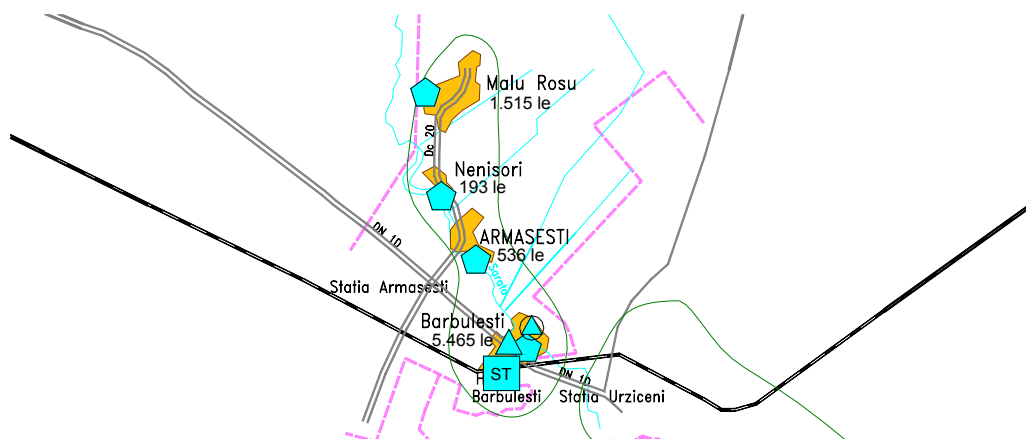 Malu Rosu
1.515 le
Dc 20
Nenisori
193 le
DN 1D
ARMASESTI
536 le
Sarata
Statia Armasesti
Barbulesti
5.465 le
ST
DN 1D
Barbulesti
Statia Urziceni